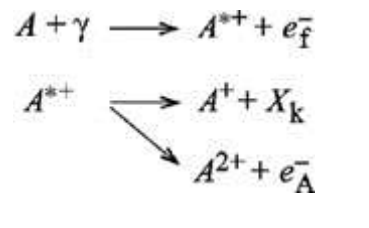 A + γ ⟶ A*⁺ + e_f⁻
A*⁺ ⟶ A⁺ + X_k
↘ A²⁺ + e_A⁻